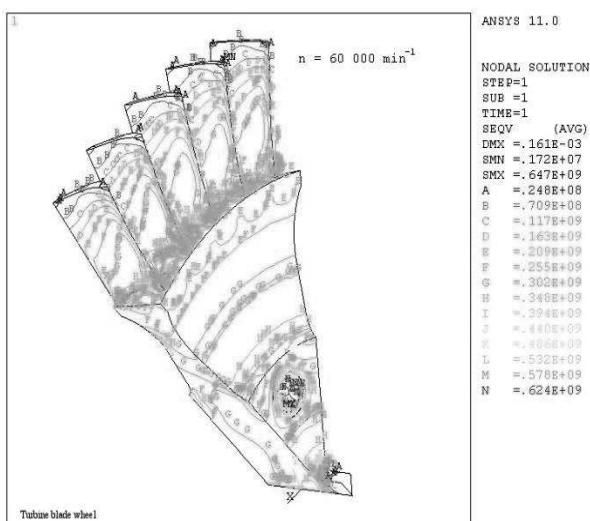 1
ANSYS 11.0
n = 60 000 min⁻¹
NODAL SOLUTION
STEP=1
SUB =1
TIME=1
SEQV (AVG)
DMX =.161E-03
SMN =.172E+07
SMX =.647E+09
A =.248E+08
B =.709E+08
C =.117E+09
D =.163E+09
E =.209E+09
F =.255E+09
G =.302E+09
H =.348E+09
I =.394E+09
J =.440E+09
K =.486E+09
L =.532E+09
M =.578E+09
N =.624E+09
MN
MX
X
Turbine blade wheel